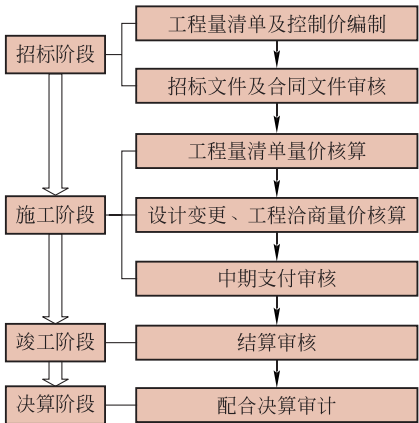 工程量清单及控制价编制
招标阶段
招标文件及合同文件审核
工程量清单量价核算
施工阶段
设计变更、工程洽商量价核算
中期支付审核
竣工阶段
结算审核
决算阶段
配合决算审计